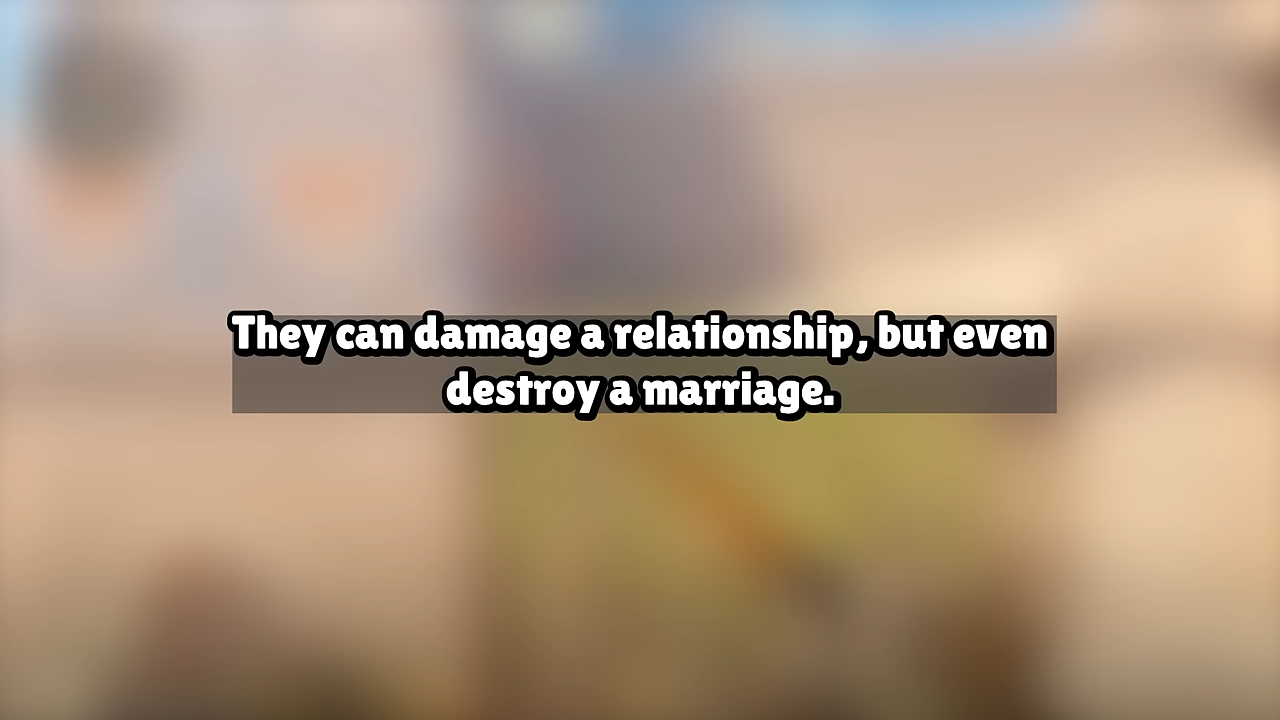 They can damage a relationship, but even
destroy a marriage.